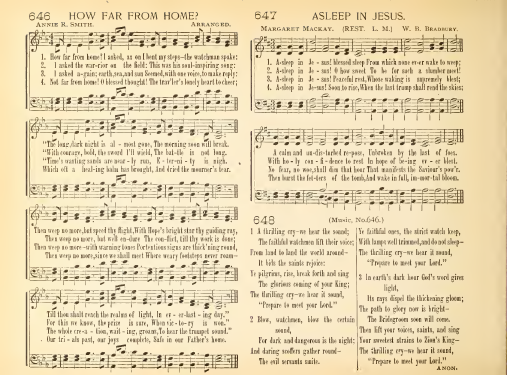 646 HOW FAR FROM HOME?
ANNIE R. SMITH. ARRANGED.
1. How far from home? I asked, as on I bent my steps—the watchman spake:
2. I asked the warrior on the field: This was his soul-inspiring song:
3. I asked again; earth, sea, and sun Seemed, with one voice, to make reply:
4. Not far from home! O blessed thought! The trav'ler's lonely heart to cheer;
"The long, dark night is al - most gone, The morning soon will break.
"With courage, bold, the sword I'll wield, The bat-tle is not long.
"Time's wasting sands are near - ly run, E - ter-ni - ty is nigh.
Which oft a heal-ing balm has brought, And dried the mourner's tear.
Then weep no more, but speed thy flight, With Hope's bright star thy guiding ray,
Then weep no more, but well en-dure The con-flict, till thy work is done;
Then weep no more—with warning tones Portentous signs are thick'ning round,
Then weep no more, since we shall meet Where weary footsteps never roam—
Till thou shalt reach the realms of light, In ev - er-last - ing day."
For this we know, the prize is sure, When vic-to-ry is won."
The whole cre-a - tion, wait - ing, groans, To hear the trumpet sound."
Our tri - als past, our joys complete, Safe in our Father's home.
647 ASLEEP IN JESUS.
MARGARET MACKAY. (REST. L. M.) W. B. BRADBURY.
1. A-sleep in Je - sus! blessed sleep From which none ev-er wake to weep;
2. A-sleep in Je - sus! O how sweet To be for such a slumber meet!
3. A-sleep in Je - sus! Peaceful rest, Whose waking is supremely blest;
4. A-sleep in Je-sus! Soon to rise, When the last trump shall rend the skies;
A calm and un-dis-turbed re-pose, Unbroken by the last of foes.
With ho - ly con - fi - dence to rest In hope of be-ing ev - er blest.
No fear, no woe, shall dim that hour That manifests the Saviour's pow'r.
Then burst the fet-ters of the tomb, And wake in full, im-mor-tal bloom.
648 (Music, No. 646.)
1 A thrilling cry—we hear the sound;
The faithful watchmen lift their voice;
From land to land the world around—
It bids the saints rejoice:
Ye pilgrims, rise, break forth and sing
The glorious coming of your king;
The thrilling cry—we hear it sound,
"Prepare to meet your Lord."
2 Blow, watchmen, blow the certain
sound,
For dark and dangerous is the night;
And daring scoffers gather round—
The evil servants smite.
Ye faithful ones, the strict watch keep,
With lamps well trimmed, and do not sleep—
The thrilling cry—we hear it sound,
"Prepare to meet your Lord."
3 In earth's dark hour God's word given
light,
Its rays dispel the thickening gloom;
The path to glory now is bright—
The Bridegroom soon will come.
Then lift your voices, saints, and sing
Your sweetest strains to Zion's King—
The thrilling cry—we hear it sound,
"Prepare to meet your Lord."
ANON.